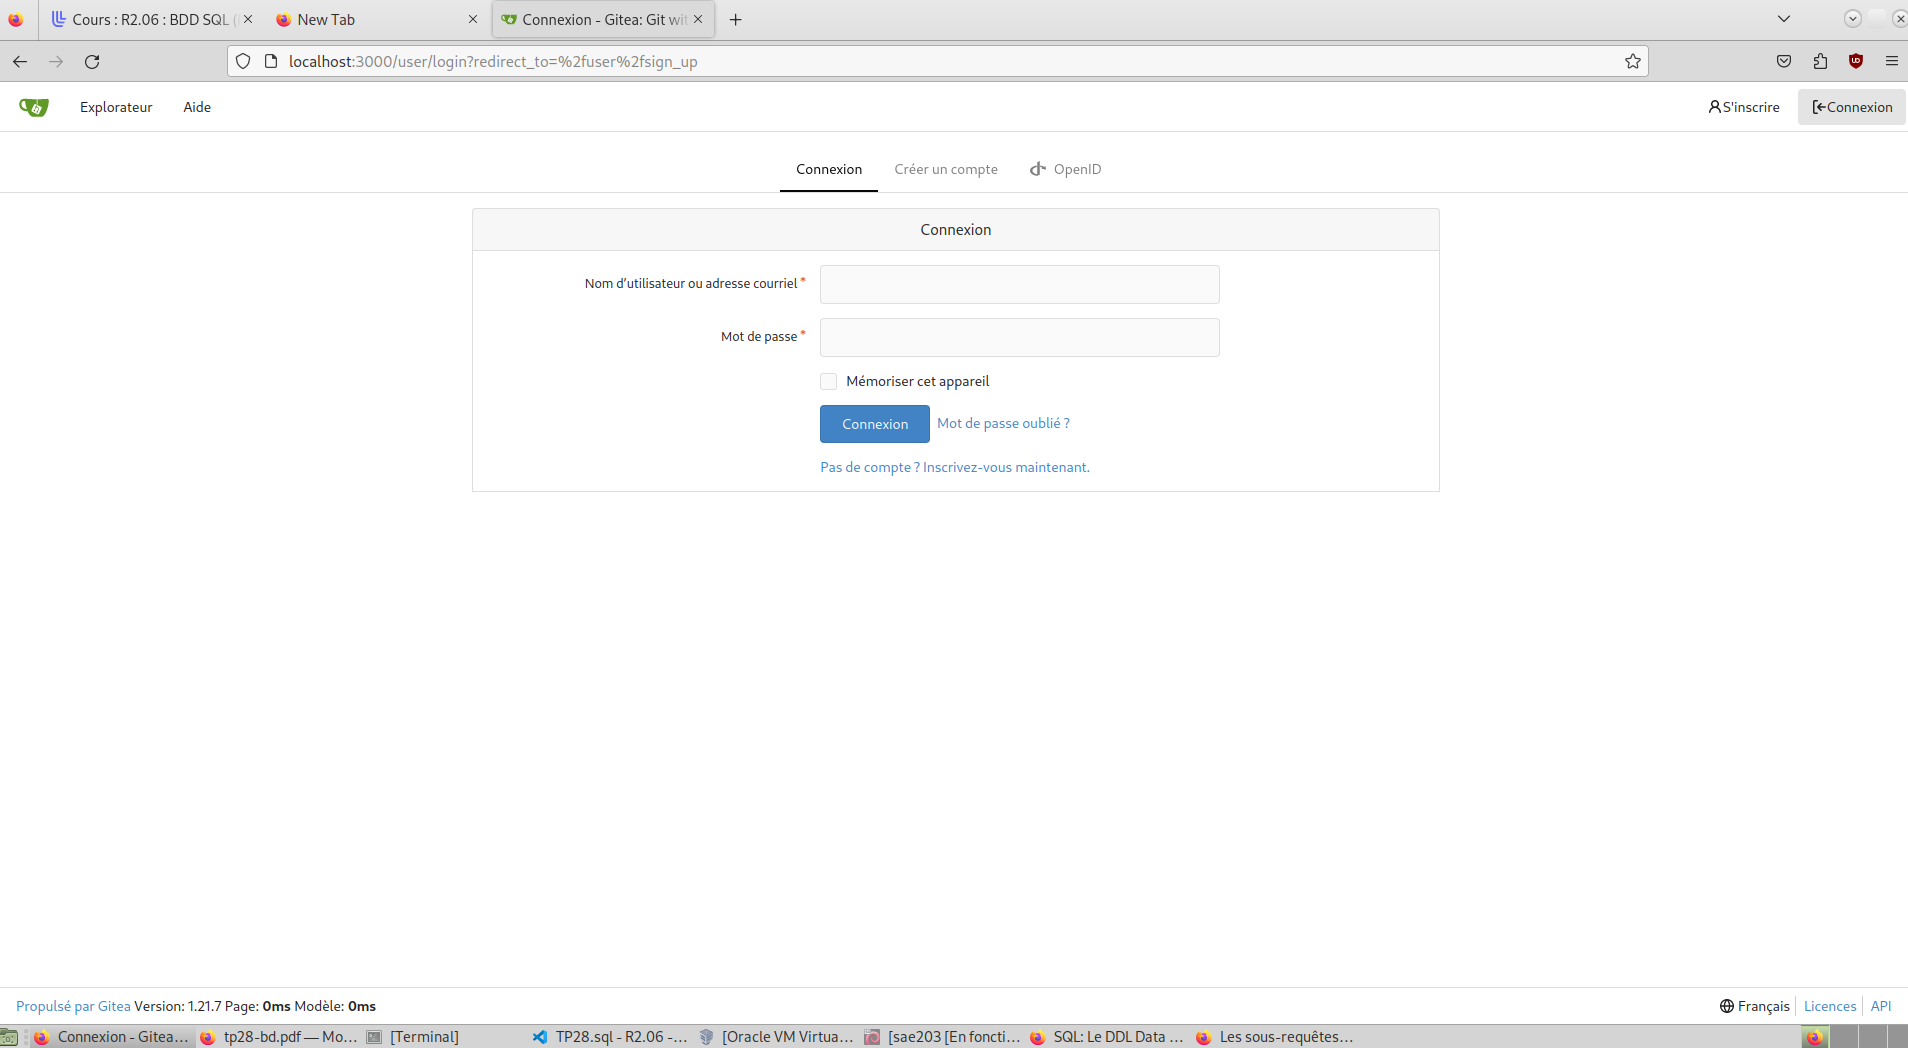 Cours : R2.06 : BDD SQL (
New Tab
Connexion - Gitea: Git wit
localhost:3000/user/login?redirect_to=%2fuser%2fsign_up
Explorateur
Aide
S'inscrire
Connexion
Connexion
Créer un compte
OpenID
Connexion
Nom d’utilisateur ou adresse courriel *
Mot de passe *
Mémoriser cet appareil
Connexion
Mot de passe oublié ?
Pas de compte ? Inscrivez-vous maintenant.
Propulsé par Gitea Version: 1.21.7 Page: 0ms Modèle: 0ms
Français
Licences
API
Connexion - Gitea...
tp28-bd.pdf — Mo...
[Terminal]
TP28.sql - R2.06 -...
[Oracle VM Virtua...
[sae203 [En foncti...
SQL: Le DDL Data ...
Les sous-requêtes...